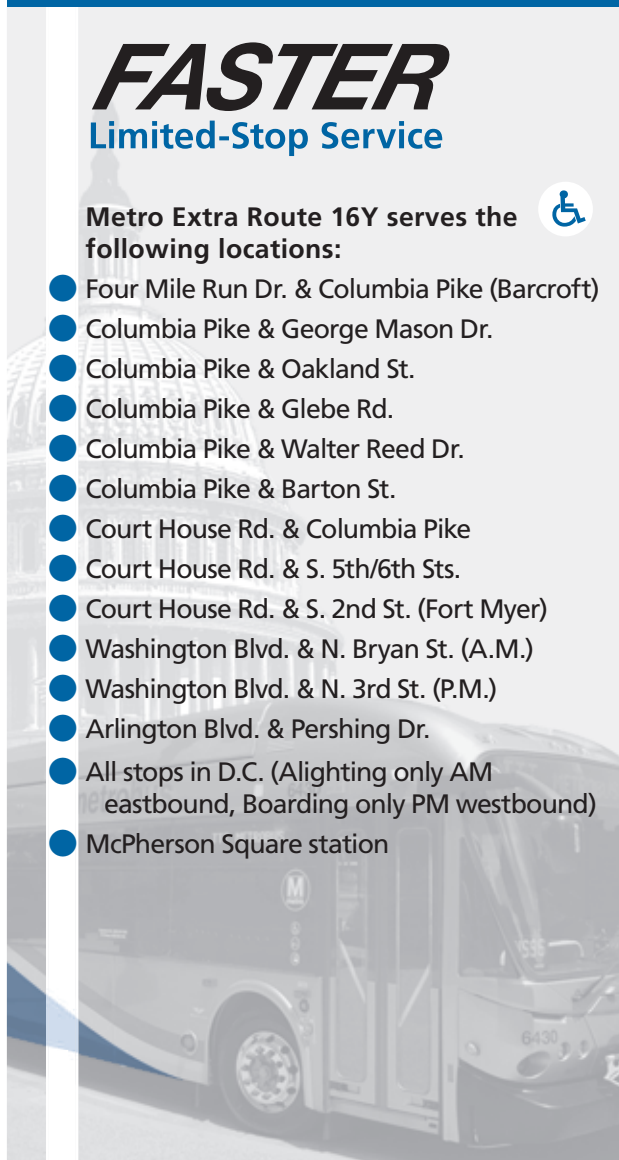 FASTER
Limited-Stop Service
Metro Extra Route 16Y serves the
following locations:
Four Mile Run Dr. & Columbia Pike (Barcroft)
Columbia Pike & George Mason Dr.
Columbia Pike & Oakland St.
Columbia Pike & Glebe Rd.
Columbia Pike & Walter Reed Dr.
Columbia Pike & Barton St.
Court House Rd. & Columbia Pike
Court House Rd. & S. 5th/6th Sts.
Court House Rd. & S. 2nd St. (Fort Myer)
Washington Blvd. & N. Bryan St. (A.M.)
Washington Blvd. & N. 3rd St. (P.M.)
Arlington Blvd. & Pershing Dr.
All stops in D.C. (Alighting only AM
eastbound, Boarding only PM westbound)
McPherson Square station
M
6430